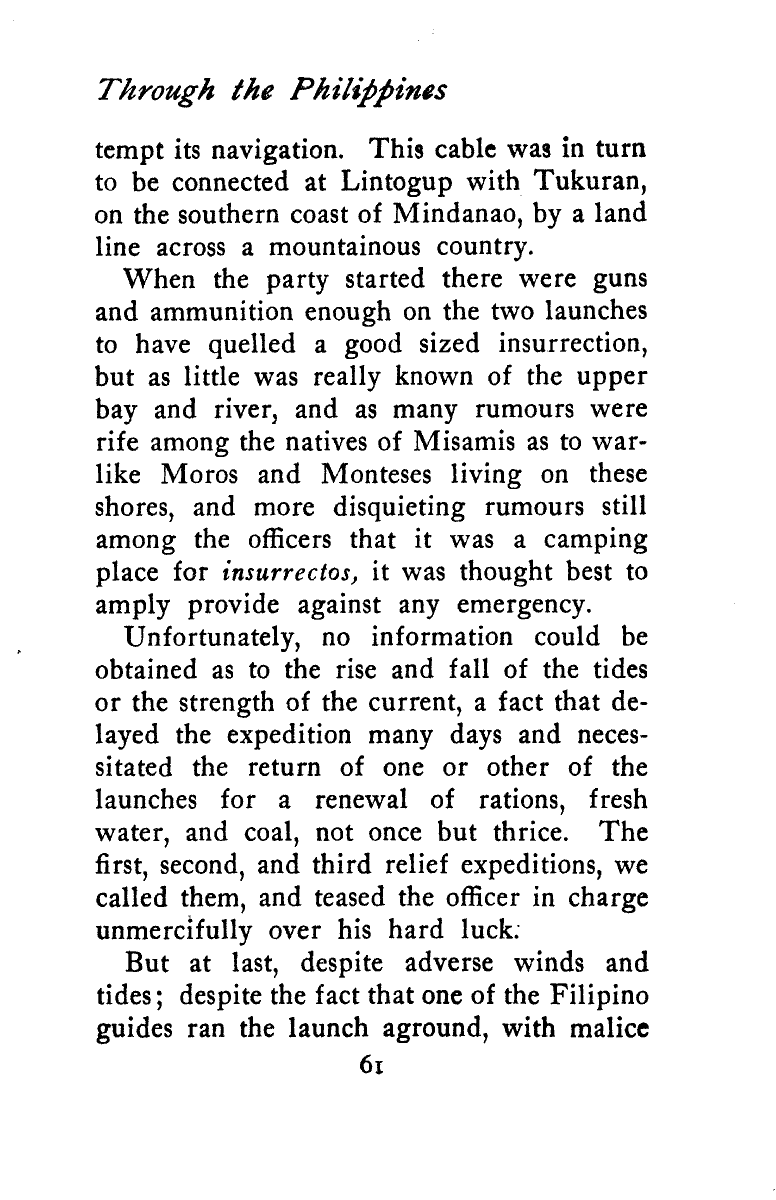 Through the Philippines
tempt its navigation. This cable was in turn
to be connected at Lintogup with Tukuran,
on the southern coast of Mindanao, by a land
line across a mountainous country.
When the party started there were guns
and ammunition enough on the two launches
to have quelled a good sized insurrection,
but as little was really known of the upper
bay and river, and as many rumours were
rife among the natives of Misamis as to war-
like Moros and Monteses living on these
shores, and more disquieting rumours still
among the officers that it was a camping
place for insurrectos, it was thought best to
amply provide against any emergency.
Unfortunately, no information could be
obtained as to the rise and fall of the tides
or the strength of the current, a fact that de-
layed the expedition many days and neces-
sitated the return of one or other of the
launches for a renewal of rations, fresh
water, and coal, not once but thrice. The
first, second, and third relief expeditions, we
called them, and teased the officer in charge
unmercifully over his hard luck.
But at last, despite adverse winds and
tides; despite the fact that one of the Filipino
guides ran the launch aground, with malice
61